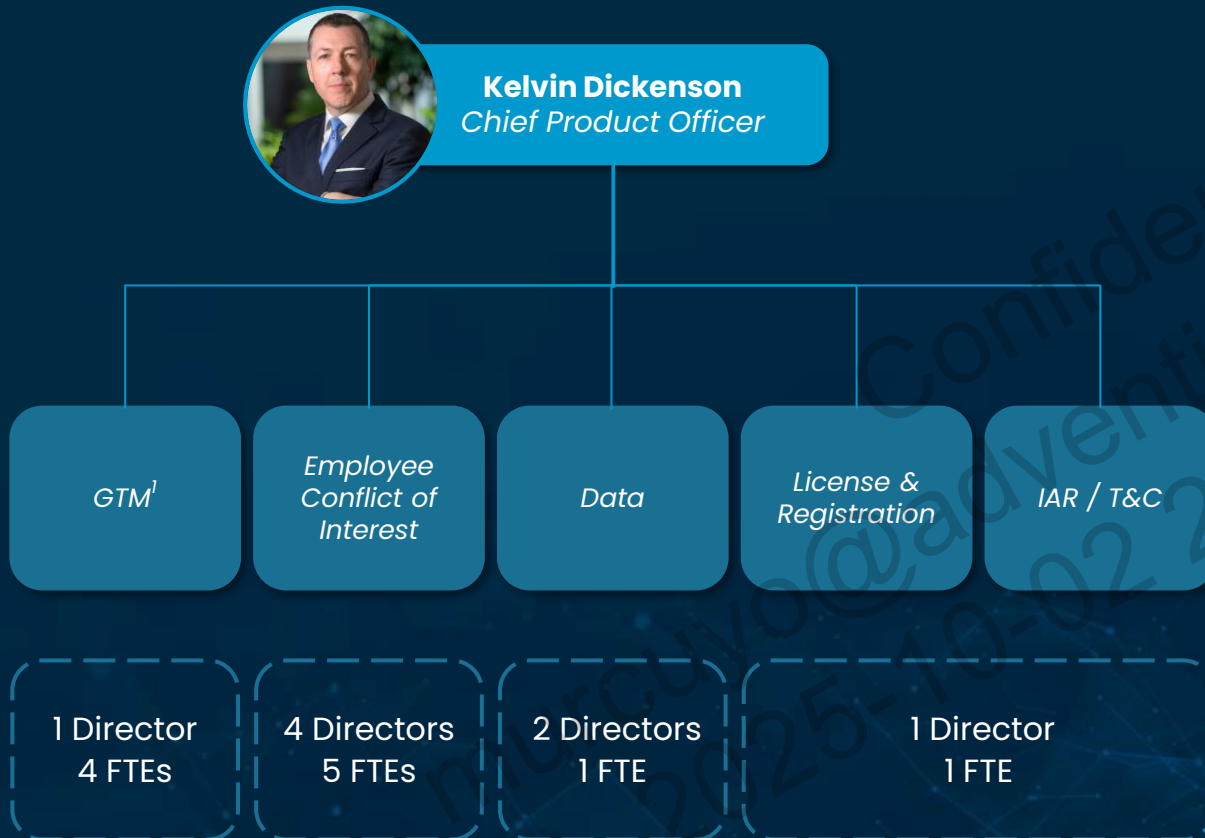 Kelvin Dickenson
Chief Product Officer
GTM¹
Employee
Conflict of
Interest
Data
License &
Registration
IAR / T&C
1 Director
4 FTEs
4 Directors
5 FTEs
2 Directors
1 FTE
1 Director
1 FTE